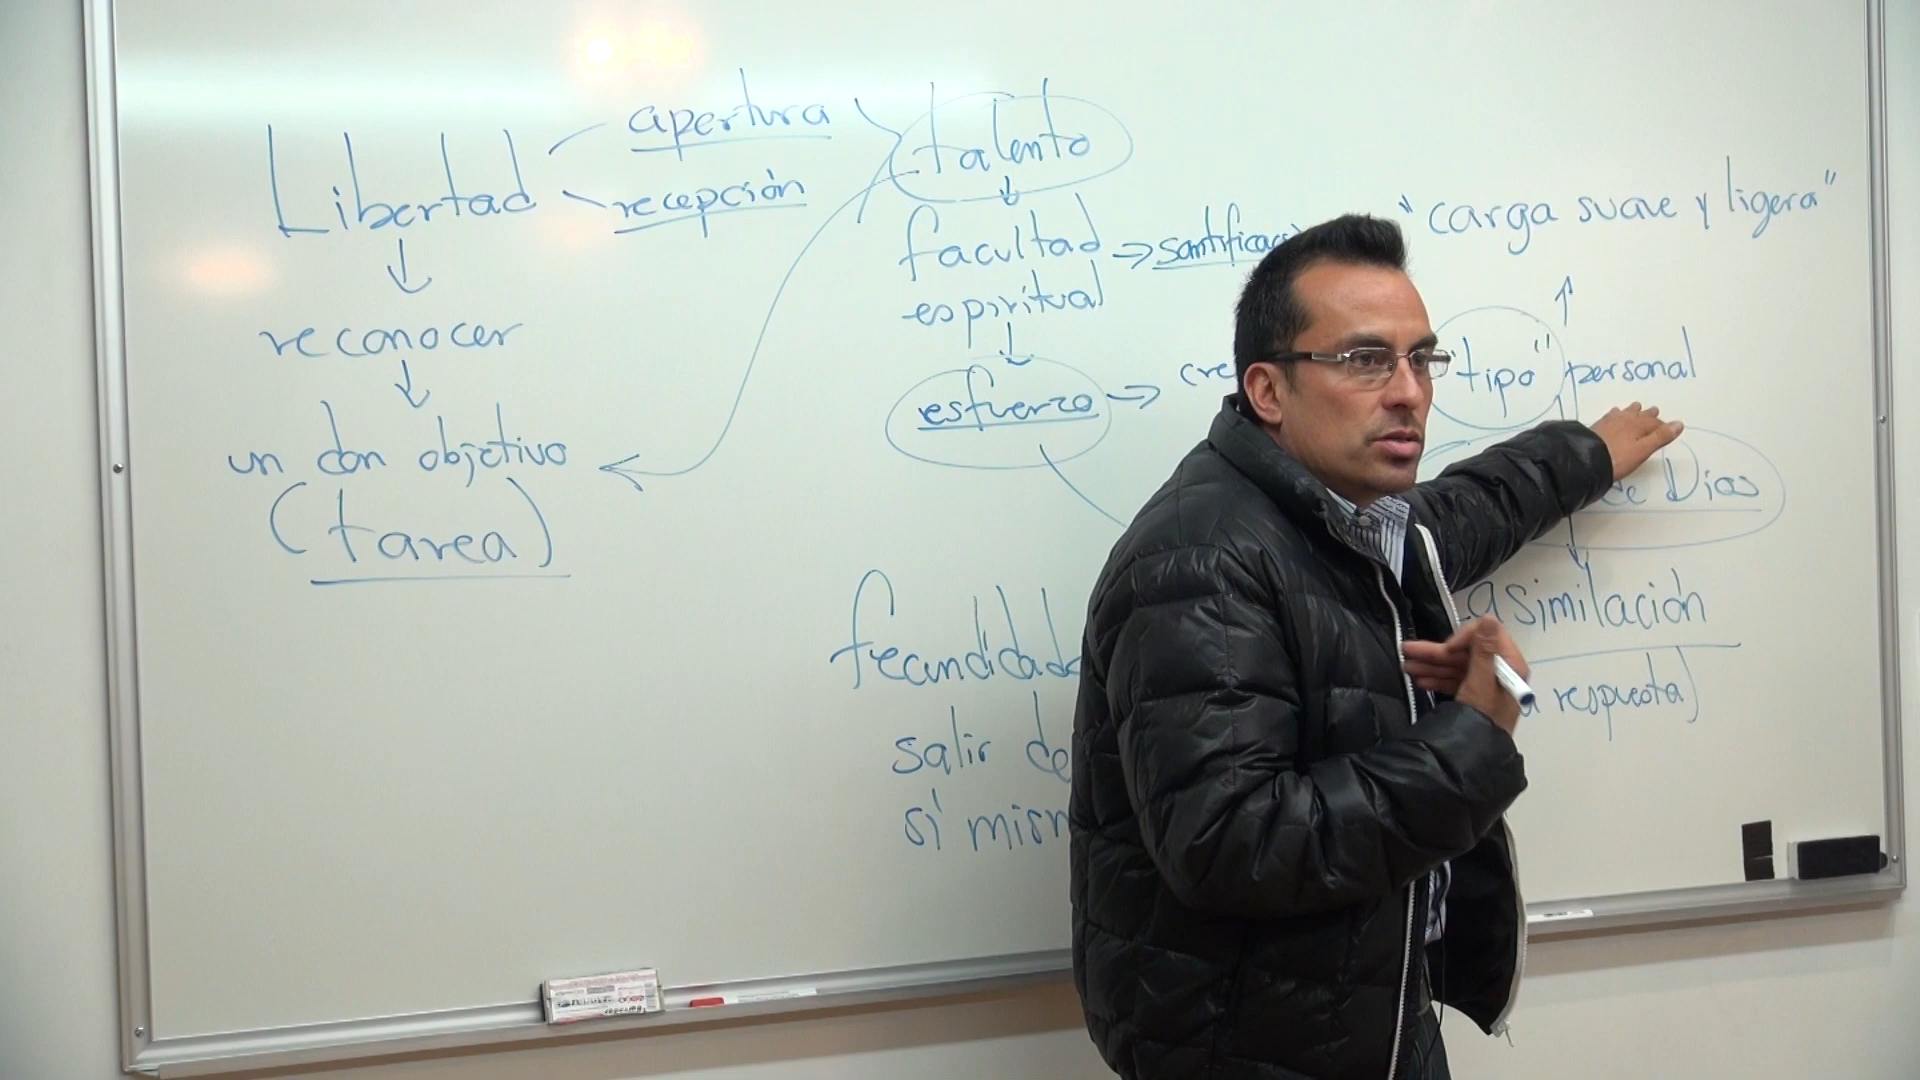 Libertad
apertura
recepción
reconocer
un don objetivo
(tarea)
talento
facultad → santificac
espiritual
esfuerzo → cre
fecundidad
salir de
sí mism
"carga suave y ligera"
"tipo" personal
de Dios
asimilación
respuesta)